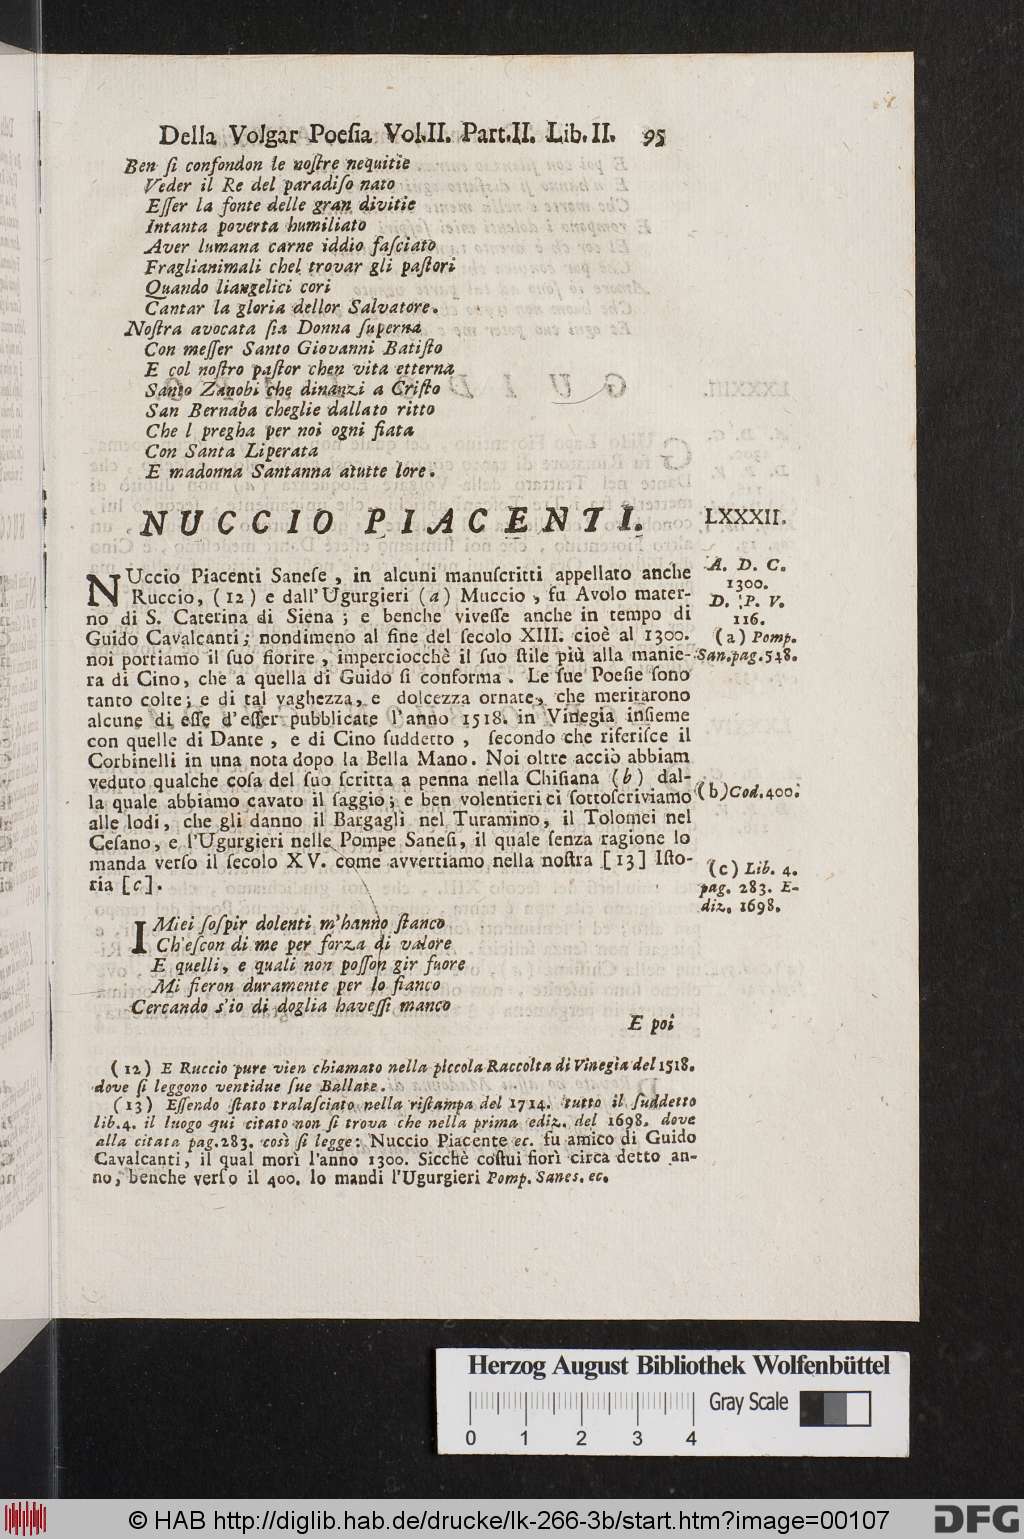 Della Volgar Poeſia Vol.II. Part.II. Lib.II. 95
Ben ſi confondon le noſtre nequitie
Veder il Re del paradiſo nato
Eſſer la fonte delle gran divitie
Intanta poverta humiliato
Aver lumana carne iddio faſciato
Fraglianimali chel trovar gli paſtori
Quando liangelici cori
Cantar la gloria dellor Salvatore.
Noſtra avocata ſia Donna ſuperna
Con meſſer Santo Giovanni Batiſto
E col noſtro paſtor chen vita etterna
Santo Zanobi che dinanzi a Criſto
San Bernaba cheglie dallato ritto
Che l pregha per noi ogni fiata
Con Santa Liperata
E madonna Santanna atutte lore.
NUCCIO PIACENTI. LXXXII.
NUccio Piacenti Saneſe, in alcuni manuſcritti appellato anche
Ruccio, (12) e dall'Ugurgieri (a) Muccio, fu Avolo mater-
no di S. Caterina di Siena; e benche viveſſe anche in tempo di
Guido Cavalcanti; nondimeno al fine del ſecolo XIII. cioè al 1300.
noi portiamo il ſuo fiorire, imperciocchè il ſuo ſtile più alla manie-
ra di Cino, che a quella di Guido ſi conforma. Le ſue Poeſie ſono
tanto colte; e di tal vaghezza, e dolcezza ornate, che meritarono
alcune di eſſe d'eſſer pubblicate l'anno 1518. in Vinegia inſieme
con quelle di Dante, e di Cino ſuddetto, ſecondo che riferiſce il
Corbinelli in una nota dopo la Bella Mano. Noi oltre acciò abbiam
veduto qualche coſa del ſuo ſcritta a penna nella Chiſiana (b) dal-
la quale abbiamo cavato il ſaggio; e ben volentieri ci ſottoſcriviamo
alle lodi, che gli danno il Bargagli nel Turamino, il Tolomei nel
Ceſano, e l'Ugurgieri nelle Pompe Saneſi, il quale ſenza ragione lo
manda verſo il ſecolo XV. come avvertiamo nella noſtra [13] Iſto-
ria [c].
A. D. C.
1300.
D. P. V.
116.
(a) Pomp.
San.pag.548.
(b) Cod.400.
(c) Lib. 4.
pag. 283. E-
diz. 1698.
I Miei ſoſpir dolenti m'hanno ſtanco
Ch'eſcon di me per forza di valore
E quelli, e quali non poſſon gir fuore
Mi fieron duramente per lo fianco
Cercando s'io di doglia haveſſi manco
E poi
(12) E Ruccio pure vien chiamato nella piccola Raccolta di Vinegia del 1518.
dove ſi leggono ventidue ſue Ballate.
(13) Eſſendo ſtato tralaſciato nella riſtampa del 1714. tutto il ſuddetto
lib.4. il luogo qui citato non ſi trova che nella prima ediz. del 1698. dove
alla citata pag.283. così ſi legge: Nuccio Piacente ec. fu amico di Guido
Cavalcanti, il qual morì l'anno 1300. Sicchè coſtui fiorì circa detto an-
no, benche verſo il 400. lo mandi l'Ugurgieri Pomp. Sanes. ec.
Herzog August Bibliothek Wolfenbüttel
Gray Scale
0 1 2 3 4
© HAB http://diglib.hab.de/drucke/lk-266-3b/start.htm?image=00107
DFG